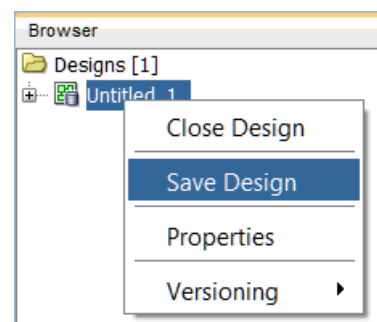 Browser
Designs [1]
Untitled_1
Close Design
Save Design
Properties
Versioning